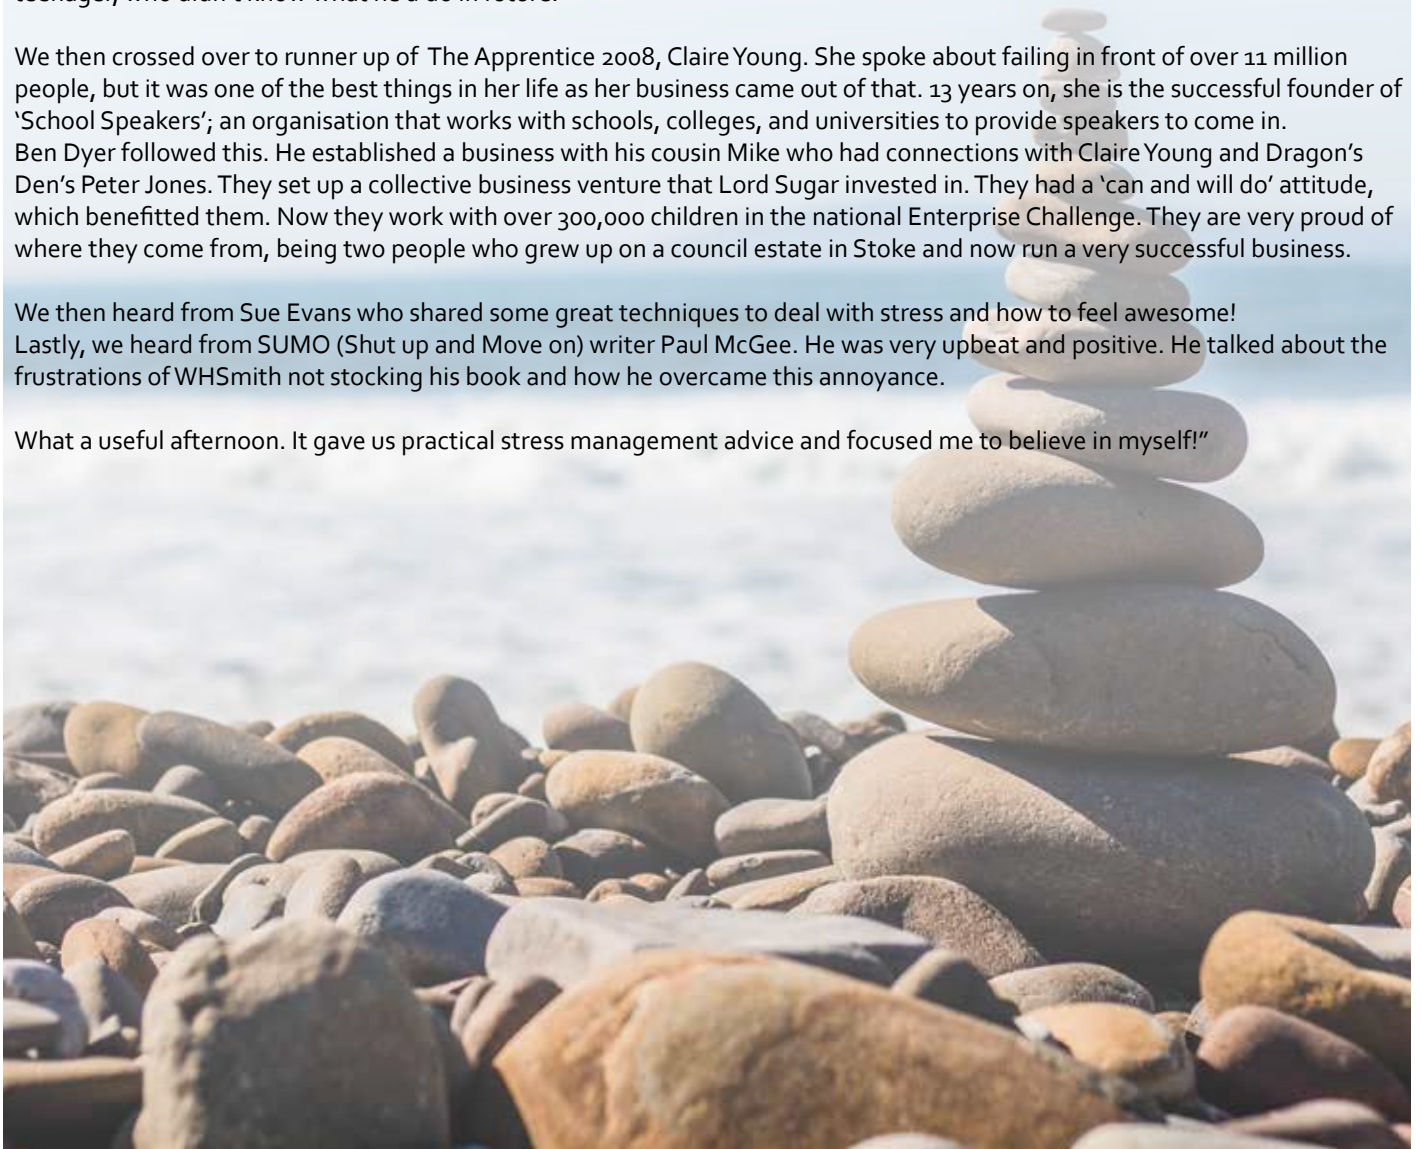 We then crossed over to runner up of The Apprentice 2008, Claire Young. She spoke about failing in front of over 11 million
people, but it was one of the best things in her life as her business came out of that. 13 years on, she is the successful founder of
‘School Speakers’; an organisation that works with schools, colleges, and universities to provide speakers to come in.
Ben Dyer followed this. He established a business with his cousin Mike who had connections with Claire Young and Dragon’s
Den’s Peter Jones. They set up a collective business venture that Lord Sugar invested in. They had a ‘can and will do’ attitude,
which benefitted them. Now they work with over 300,000 children in the national Enterprise Challenge. They are very proud of
where they come from, being two people who grew up on a council estate in Stoke and now run a very successful business.
We then heard from Sue Evans who shared some great techniques to deal with stress and how to feel awesome!
Lastly, we heard from SUMO (Shut up and Move on) writer Paul McGee. He was very upbeat and positive. He talked about the
frustrations of WHSmith not stocking his book and how he overcame this annoyance.
What a useful afternoon. It gave us practical stress management advice and focused me to believe in myself!”